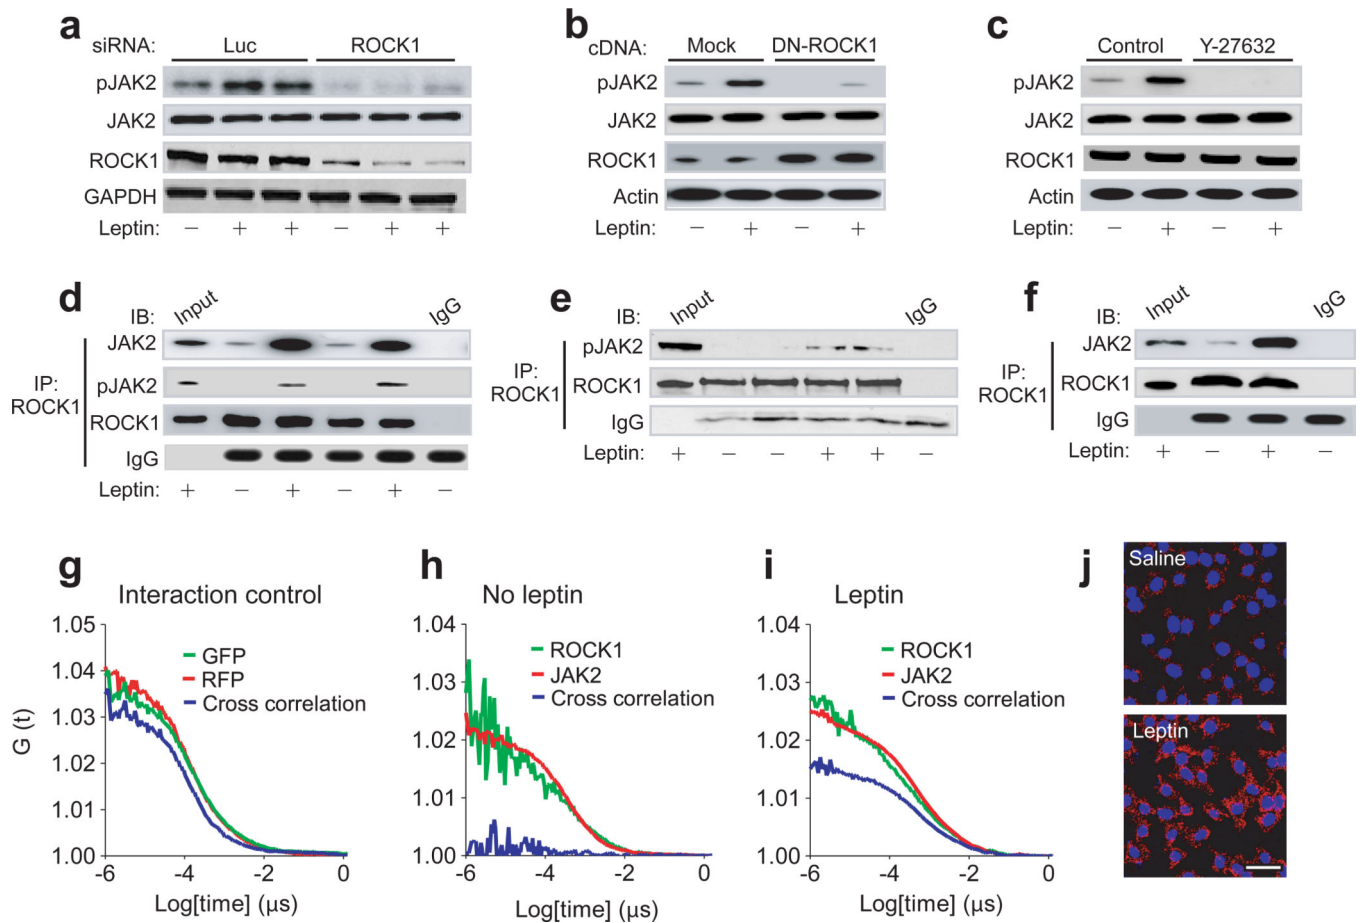 a
siRNA: Luc ROCK1
pJAK2
JAK2
ROCK1
GAPDH
Leptin: − + + − + +
b
cDNA: Mock DN-ROCK1
pJAK2
JAK2
ROCK1
Actin
Leptin: − + − +
c
Control Y-27632
pJAK2
JAK2
ROCK1
Actin
Leptin: − + − +
d
IB: Input IgG
JAK2
pJAK2
ROCK1
IgG
IP:
ROCK1
Leptin: + − + − + −
e
IB: Input IgG
pJAK2
ROCK1
IgG
IP:
ROCK1
Leptin: + − − + + −
f
IB: Input IgG
JAK2
ROCK1
IgG
IP:
ROCK1
Leptin: + − + −
g
Interaction control
GFP
RFP
Cross correlation
G (t)
1.05
1.04
1.03
1.02
1.01
1.00
-6 -4 -2 0
Log[time] (µs)
h
No leptin
ROCK1
JAK2
Cross correlation
1.04
1.03
1.02
1.01
1.00
-6 -4 -2 0
Log[time] (µs)
i
Leptin
ROCK1
JAK2
Cross correlation
1.04
1.03
1.02
1.01
1.00
-6 -4 -2 0
Log[time] (µs)
j
Saline
Leptin